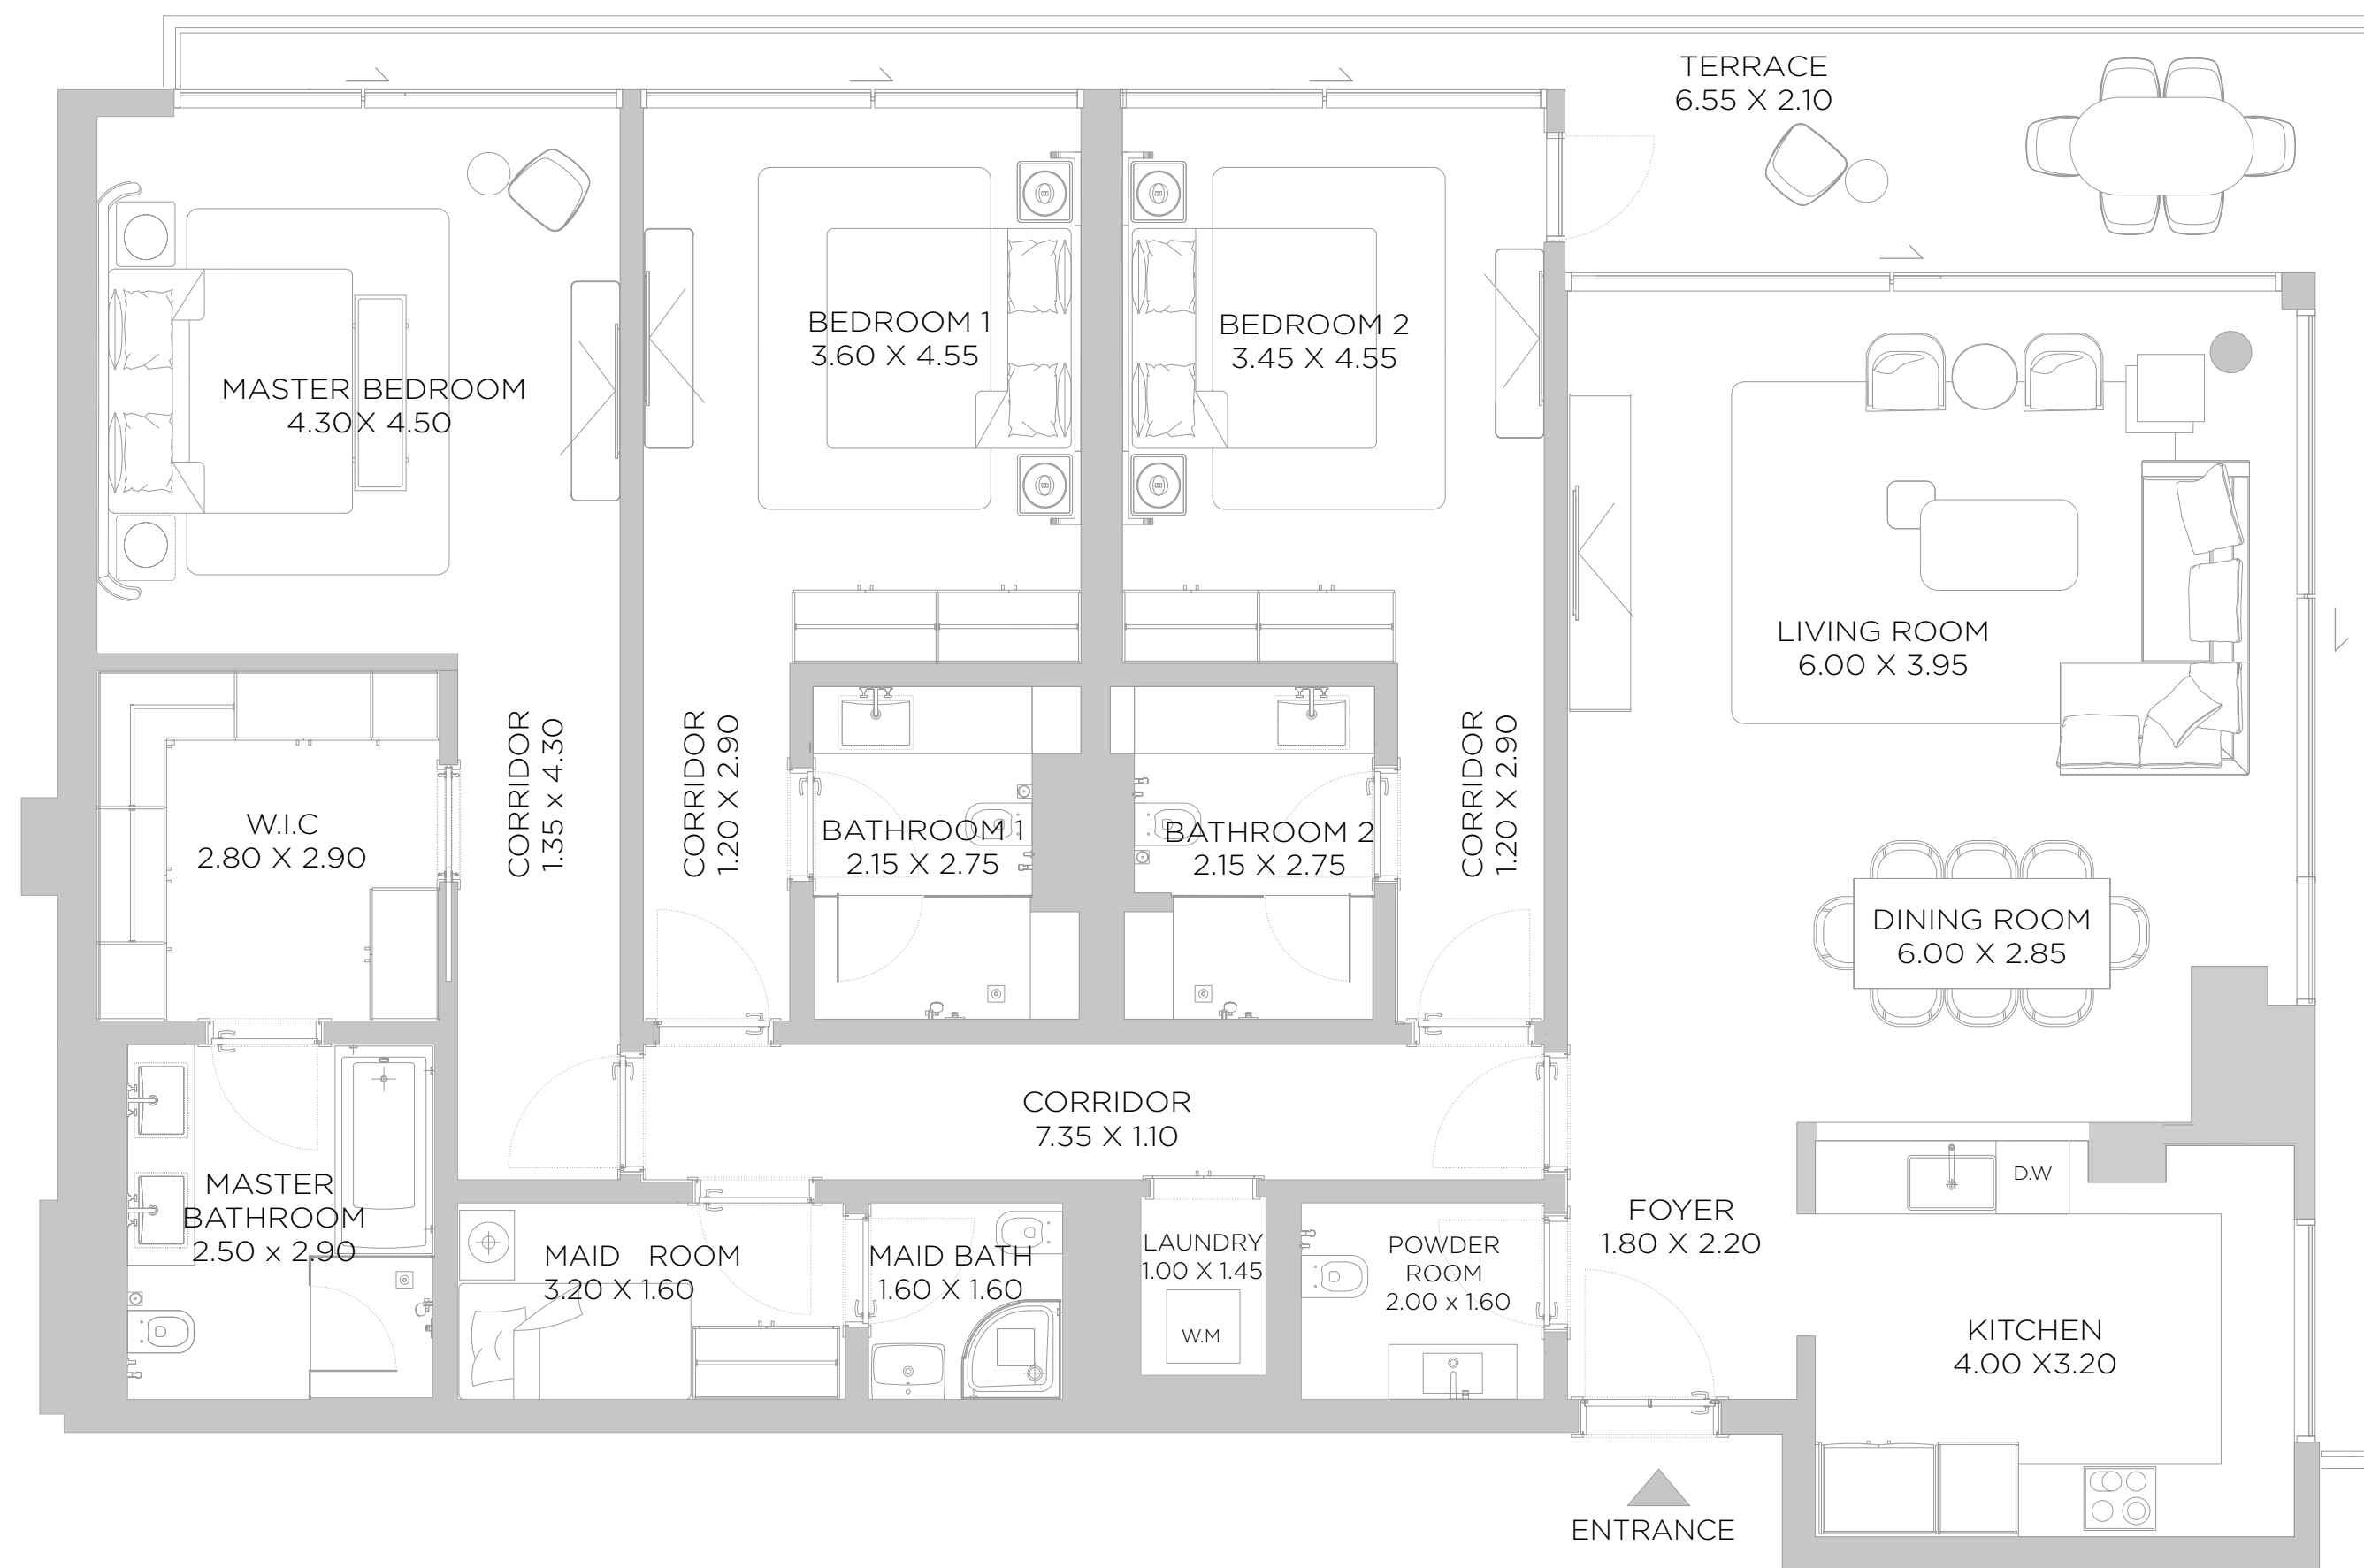 TERRACE
6.55 X 2.10
BEDROOM 1
3.60 X 4.55
BEDROOM 2
3.45 X 4.55
MASTER BEDROOM
4.30 X 4.50
LIVING ROOM
6.00 X 3.95
CORRIDOR
1.35 x 4.30
CORRIDOR
1.20 X 2.90
CORRIDOR
1.20 X 2.90
W.I.C
2.80 X 2.90
BATHROOM 1
2.15 X 2.75
BATHROOM 2
2.15 X 2.75
DINING ROOM
6.00 X 2.85
CORRIDOR
7.35 X 1.10
D.W
MASTER
BATHROOM
2.50 x 2.90
MAID ROOM
3.20 X 1.60
MAID BATH
1.60 X 1.60
LAUNDRY
1.00 X 1.45
W.M
POWDER
ROOM
2.00 x 1.60
FOYER
1.80 X 2.20
KITCHEN
4.00 X3.20
ENTRANCE